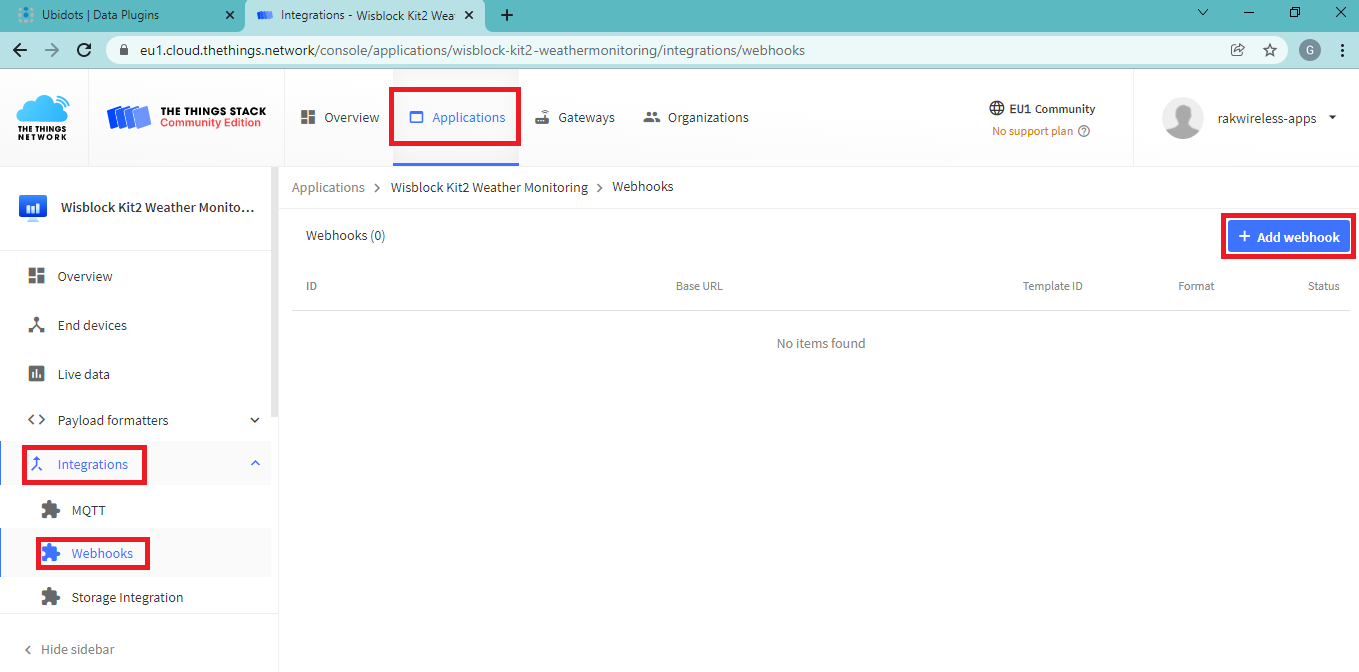 Ubidots | Data Plugins
Integrations - Wisblock Kit2 Wea
eu1.cloud.thethings.network/console/applications/wisblock-kit2-weathermonitoring/integrations/webhooks
G
THE THINGS
NETWORK
THE THINGS STACK
Community Edition
Overview
Applications
Gateways
Organizations
EU1 Community
No support plan
rakwireless-apps
Wisblock Kit2 Weather Monito...
Overview
End devices
Live data
Payload formatters
Integrations
MQTT
Webhooks
Storage Integration
Hide sidebar
Applications > Wisblock Kit2 Weather Monitoring > Webhooks
Webhooks (0)
+ Add webhook
ID Base URL Template ID Format Status
No items found